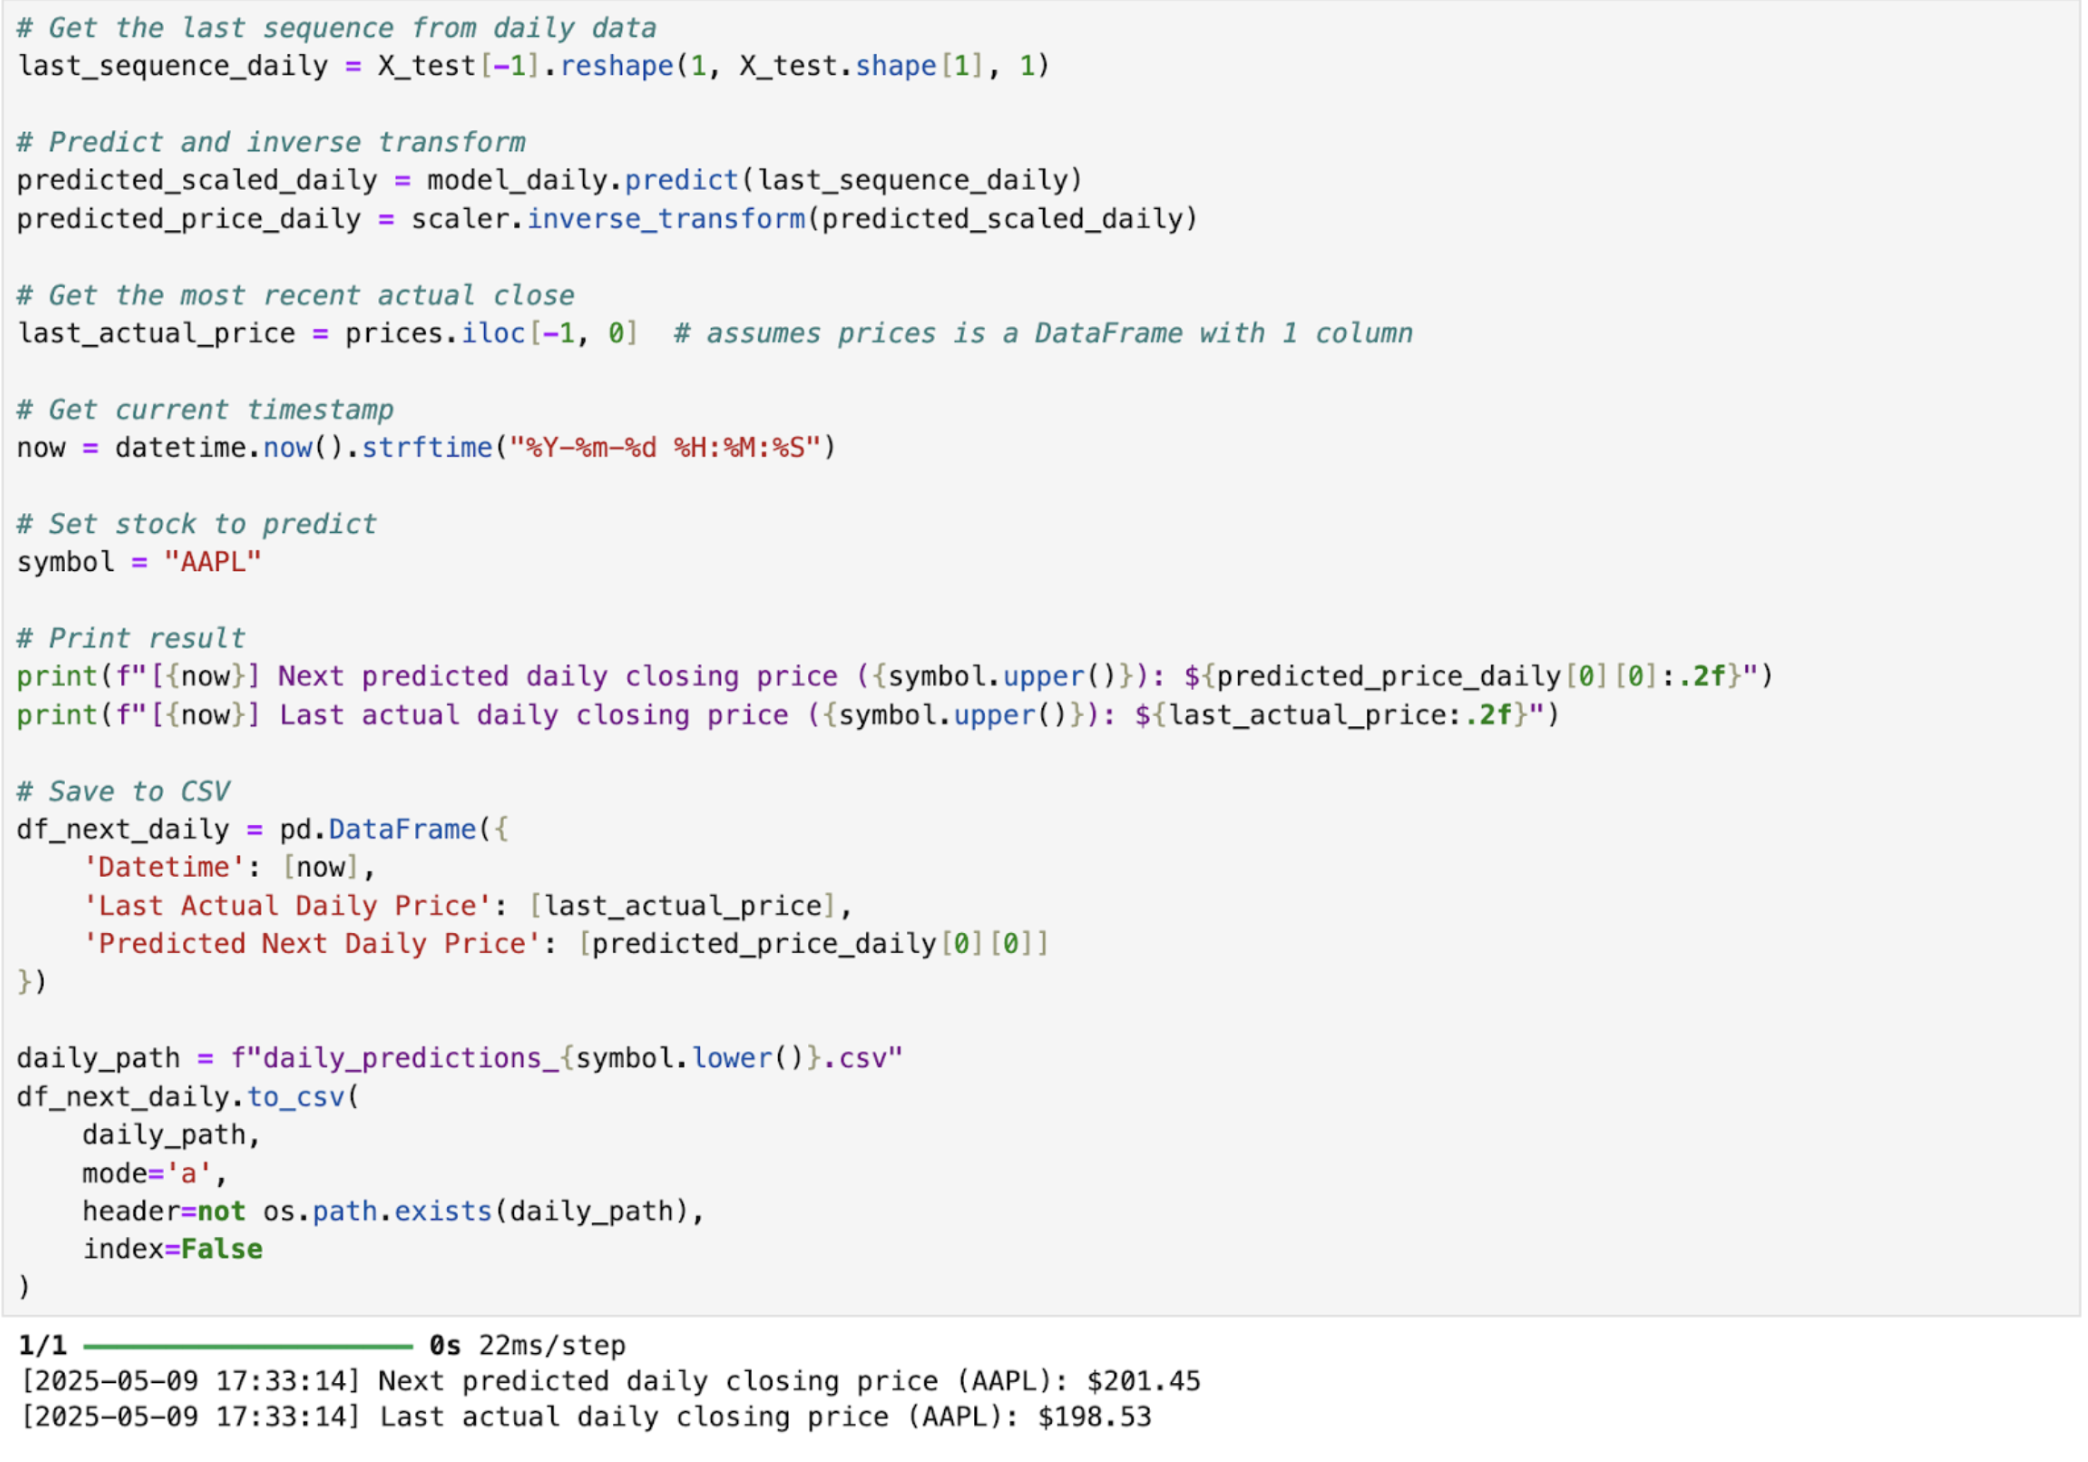 # Get the last sequence from daily data
last_sequence_daily = X_test[-1].reshape(1, X_test.shape[1], 1)

# Predict and inverse transform
predicted_scaled_daily = model_daily.predict(last_sequence_daily)
predicted_price_daily = scaler.inverse_transform(predicted_scaled_daily)

# Get the most recent actual close
last_actual_price = prices.iloc[-1, 0]  # assumes prices is a DataFrame with 1 column

# Get current timestamp
now = datetime.now().strftime("%Y-%m-%d %H:%M:%S")

# Set stock to predict
symbol = "AAPL"

# Print result
print(f"[{now}] Next predicted daily closing price ({symbol.upper()}): ${predicted_price_daily[0][0]:.2f}")
print(f"[{now}] Last actual daily closing price ({symbol.upper()}): ${last_actual_price:.2f}")

# Save to CSV
df_next_daily = pd.DataFrame({
    'Datetime': [now],
    'Last Actual Daily Price': [last_actual_price],
    'Predicted Next Daily Price': [predicted_price_daily[0][0]]
})

daily_path = f"daily_predictions_{symbol.lower()}.csv"
df_next_daily.to_csv(
    daily_path,
    mode='a',
    header=not os.path.exists(daily_path),
    index=False
)
1/1 0s 22ms/step
[2025-05-09 17:33:14] Next predicted daily closing price (AAPL): $201.45
[2025-05-09 17:33:14] Last actual daily closing price (AAPL): $198.53